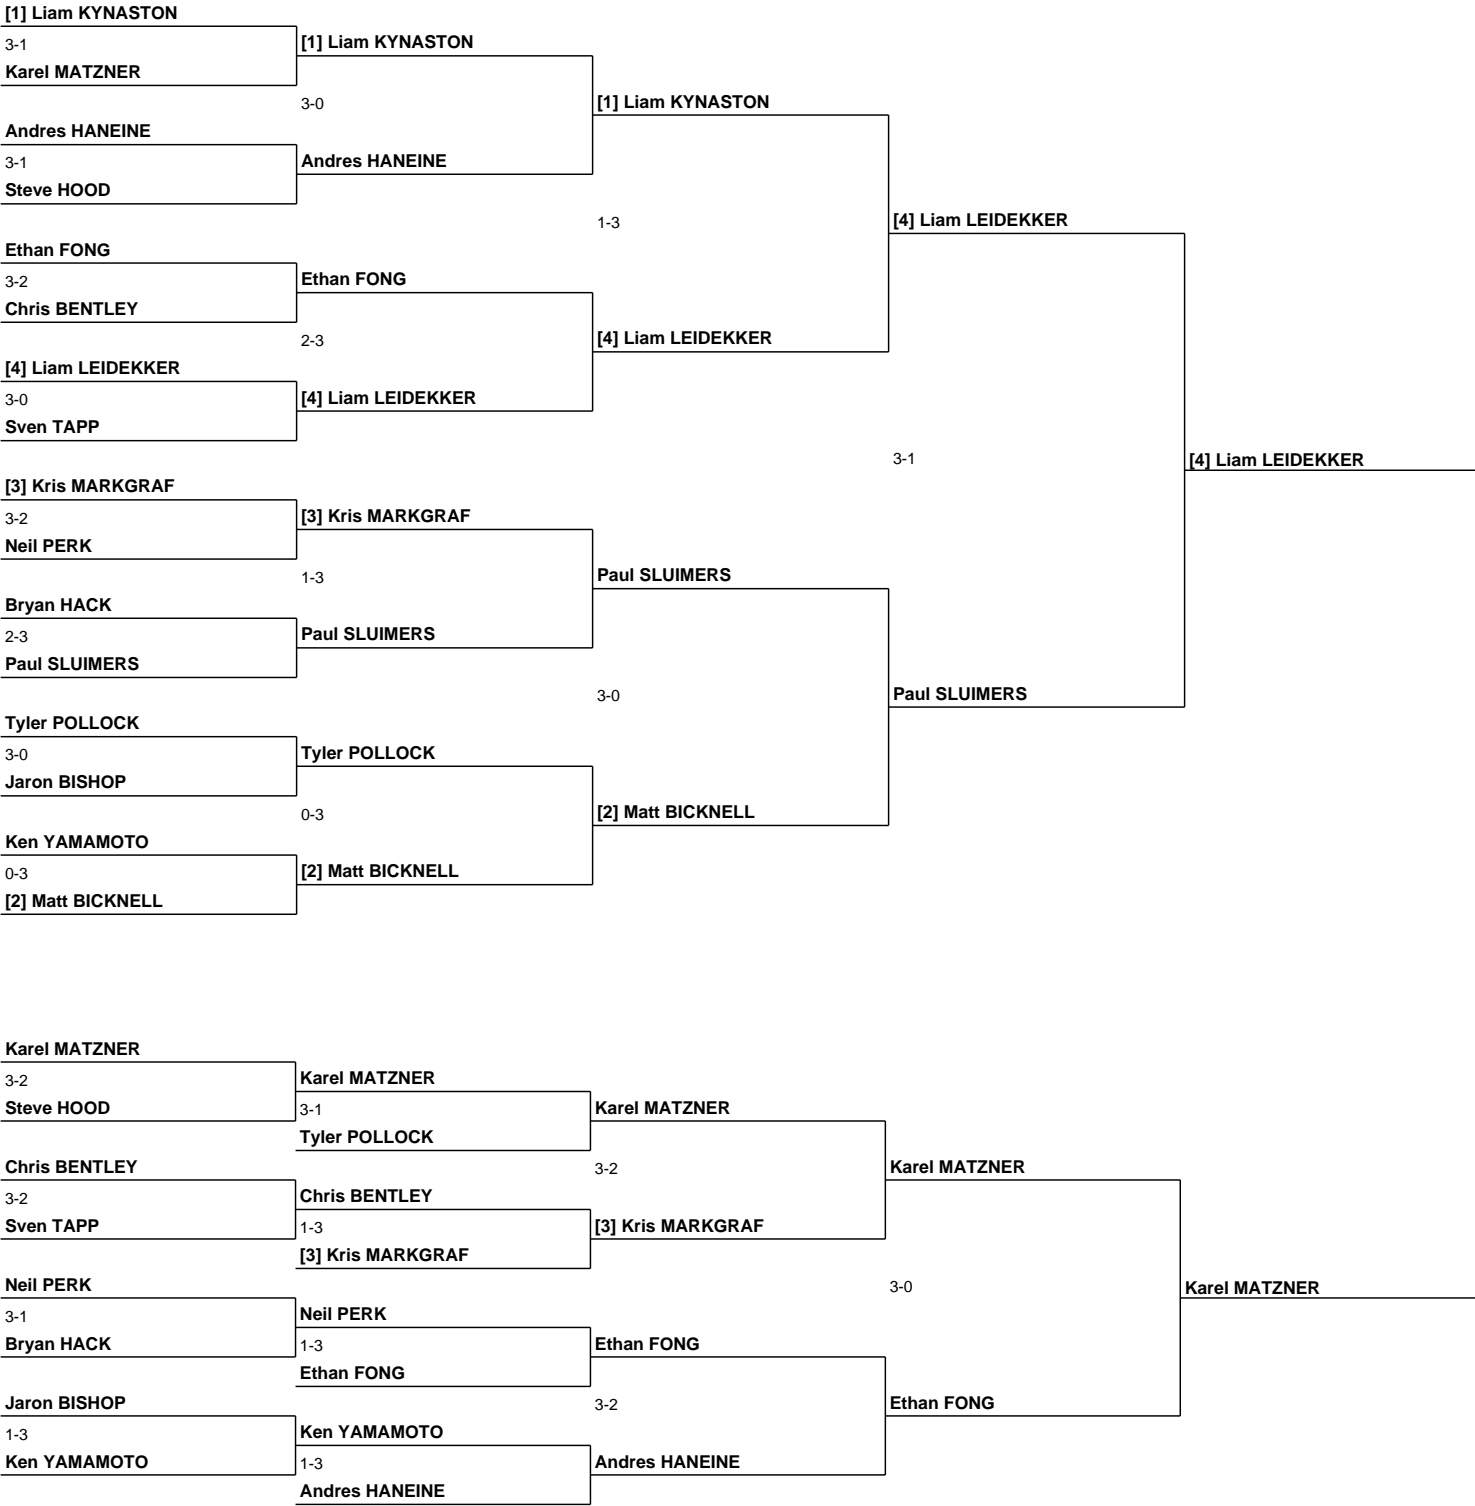 [1] Liam KYNASTON
3-1
[1] Liam KYNASTON
Karel MATZNER
3-0
[1] Liam KYNASTON
Andres HANEINE
3-1
Andres HANEINE
Steve HOOD
1-3
[4] Liam LEIDEKKER
Ethan FONG
3-2
Ethan FONG
Chris BENTLEY
2-3
[4] Liam LEIDEKKER
[4] Liam LEIDEKKER
3-0
[4] Liam LEIDEKKER
Sven TAPP
3-1
[4] Liam LEIDEKKER
[3] Kris MARKGRAF
3-2
[3] Kris MARKGRAF
Neil PERK
1-3
Paul SLUIMERS
Bryan HACK
2-3
Paul SLUIMERS
Paul SLUIMERS
3-0
Paul SLUIMERS
Tyler POLLOCK
3-0
Tyler POLLOCK
Jaron BISHOP
0-3
[2] Matt BICKNELL
Ken YAMAMOTO
0-3
[2] Matt BICKNELL
[2] Matt BICKNELL
Karel MATZNER
3-2
Karel MATZNER
Steve HOOD
3-1
Karel MATZNER
Tyler POLLOCK
Chris BENTLEY
3-2
Karel MATZNER
3-2
Chris BENTLEY
Sven TAPP
1-3
[3] Kris MARKGRAF
[3] Kris MARKGRAF
Neil PERK
3-0
Karel MATZNER
3-1
Neil PERK
Bryan HACK
1-3
Ethan FONG
Ethan FONG
Jaron BISHOP
3-2
Ethan FONG
1-3
Ken YAMAMOTO
Ken YAMAMOTO
1-3
Andres HANEINE
Andres HANEINE